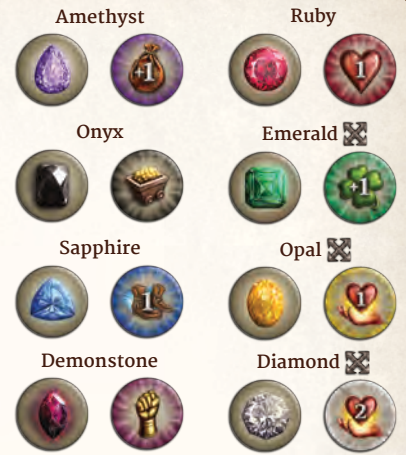 Amethyst Ruby
+1 1
Onyx Emerald
+1
Sapphire Opal
1 1
Demonstone Diamond
2